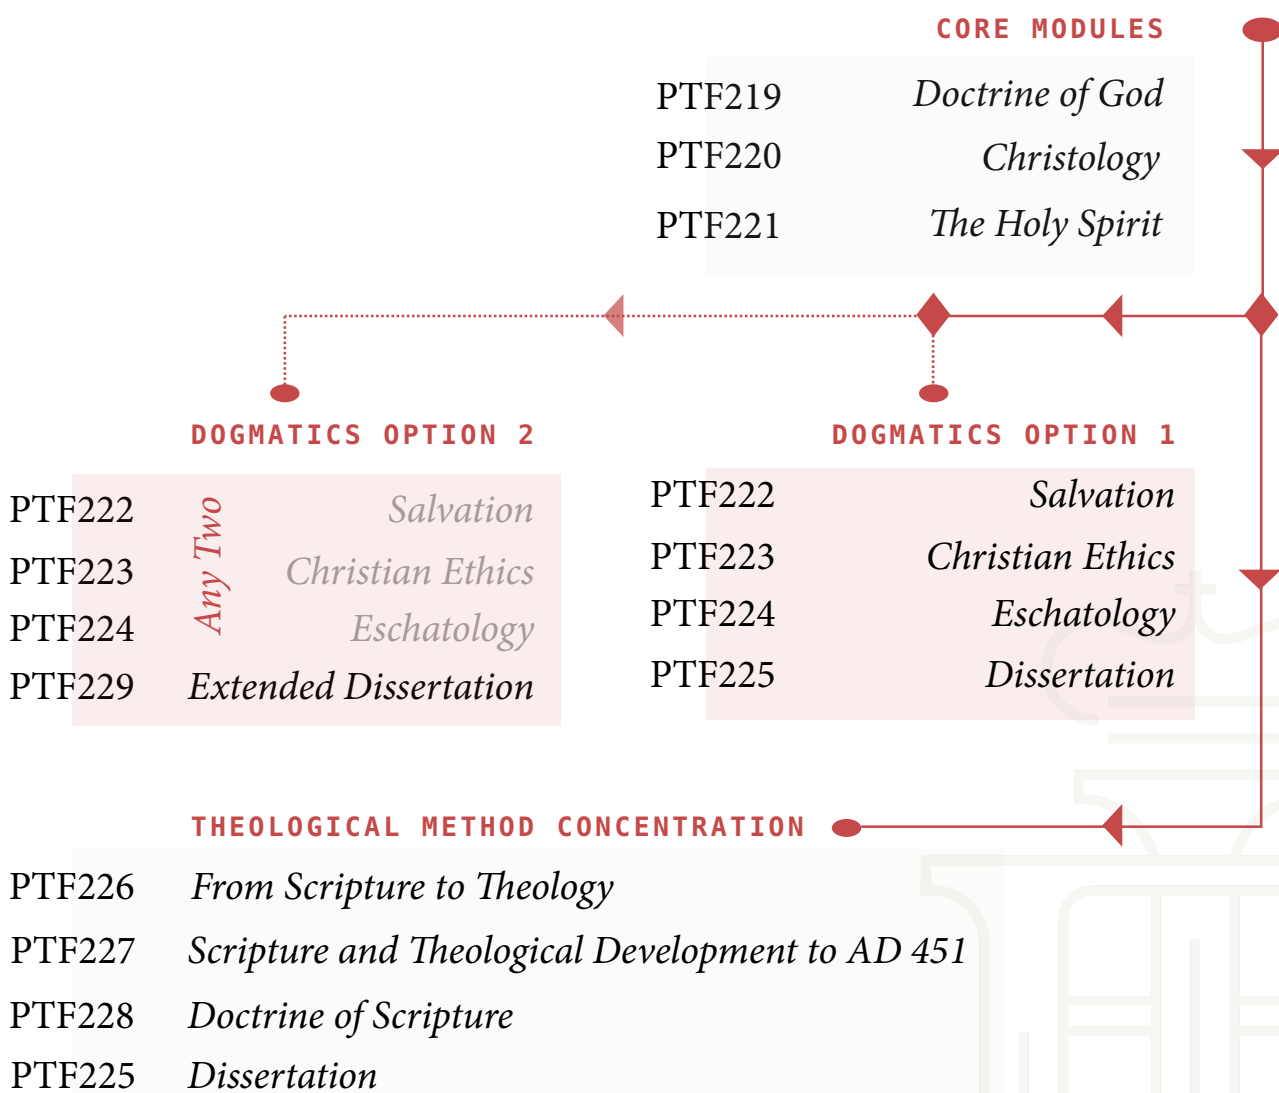 CORE MODULES
PTF219 Doctrine of God
PTF220 Christology
PTF221 The Holy Spirit
DOGMATICS OPTION 2
PTF222 Salvation
PTF223 Christian Ethics
PTF224 Eschatology
Any Two
PTF229 Extended Dissertation
DOGMATICS OPTION 1
PTF222 Salvation
PTF223 Christian Ethics
PTF224 Eschatology
PTF225 Dissertation
THEOLOGICAL METHOD CONCENTRATION
PTF226 From Scripture to Theology
PTF227 Scripture and Theological Development to AD 451
PTF228 Doctrine of Scripture
PTF225 Dissertation